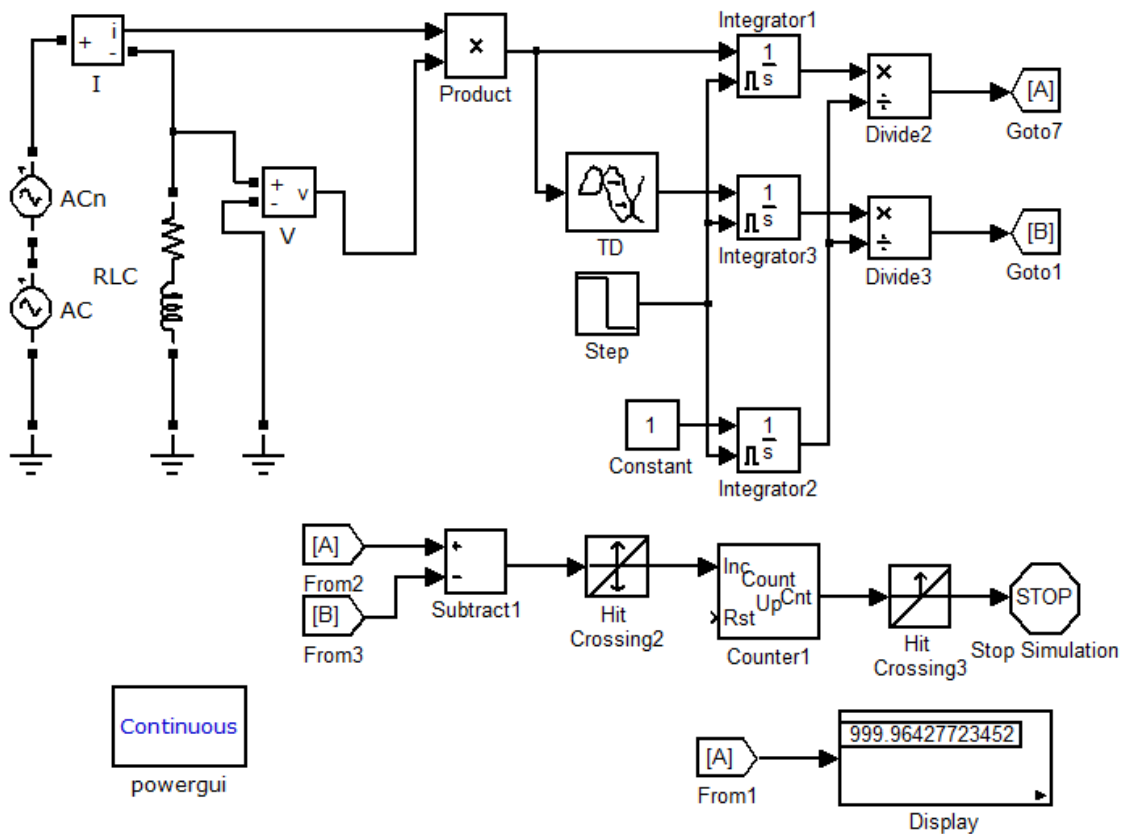 Integrator1
+
i
-
I
×
Product
1
s
×
÷
Divide2
[A]
Goto7
ACn
+
-
v
V
TD
1
s
Integrator3
×
÷
Divide3
[B]
Goto1
RLC
AC
Step
1
Constant
1
s
Integrator2
[A]
From2
[B]
From3
+
-
Subtract1
Hit
Crossing2
Inc
Count
Up
Cnt
Rst
Counter1
Hit
Crossing3
STOP
Stop Simulation
Continuous
powergui
[A]
From1
999.96427723452
Display